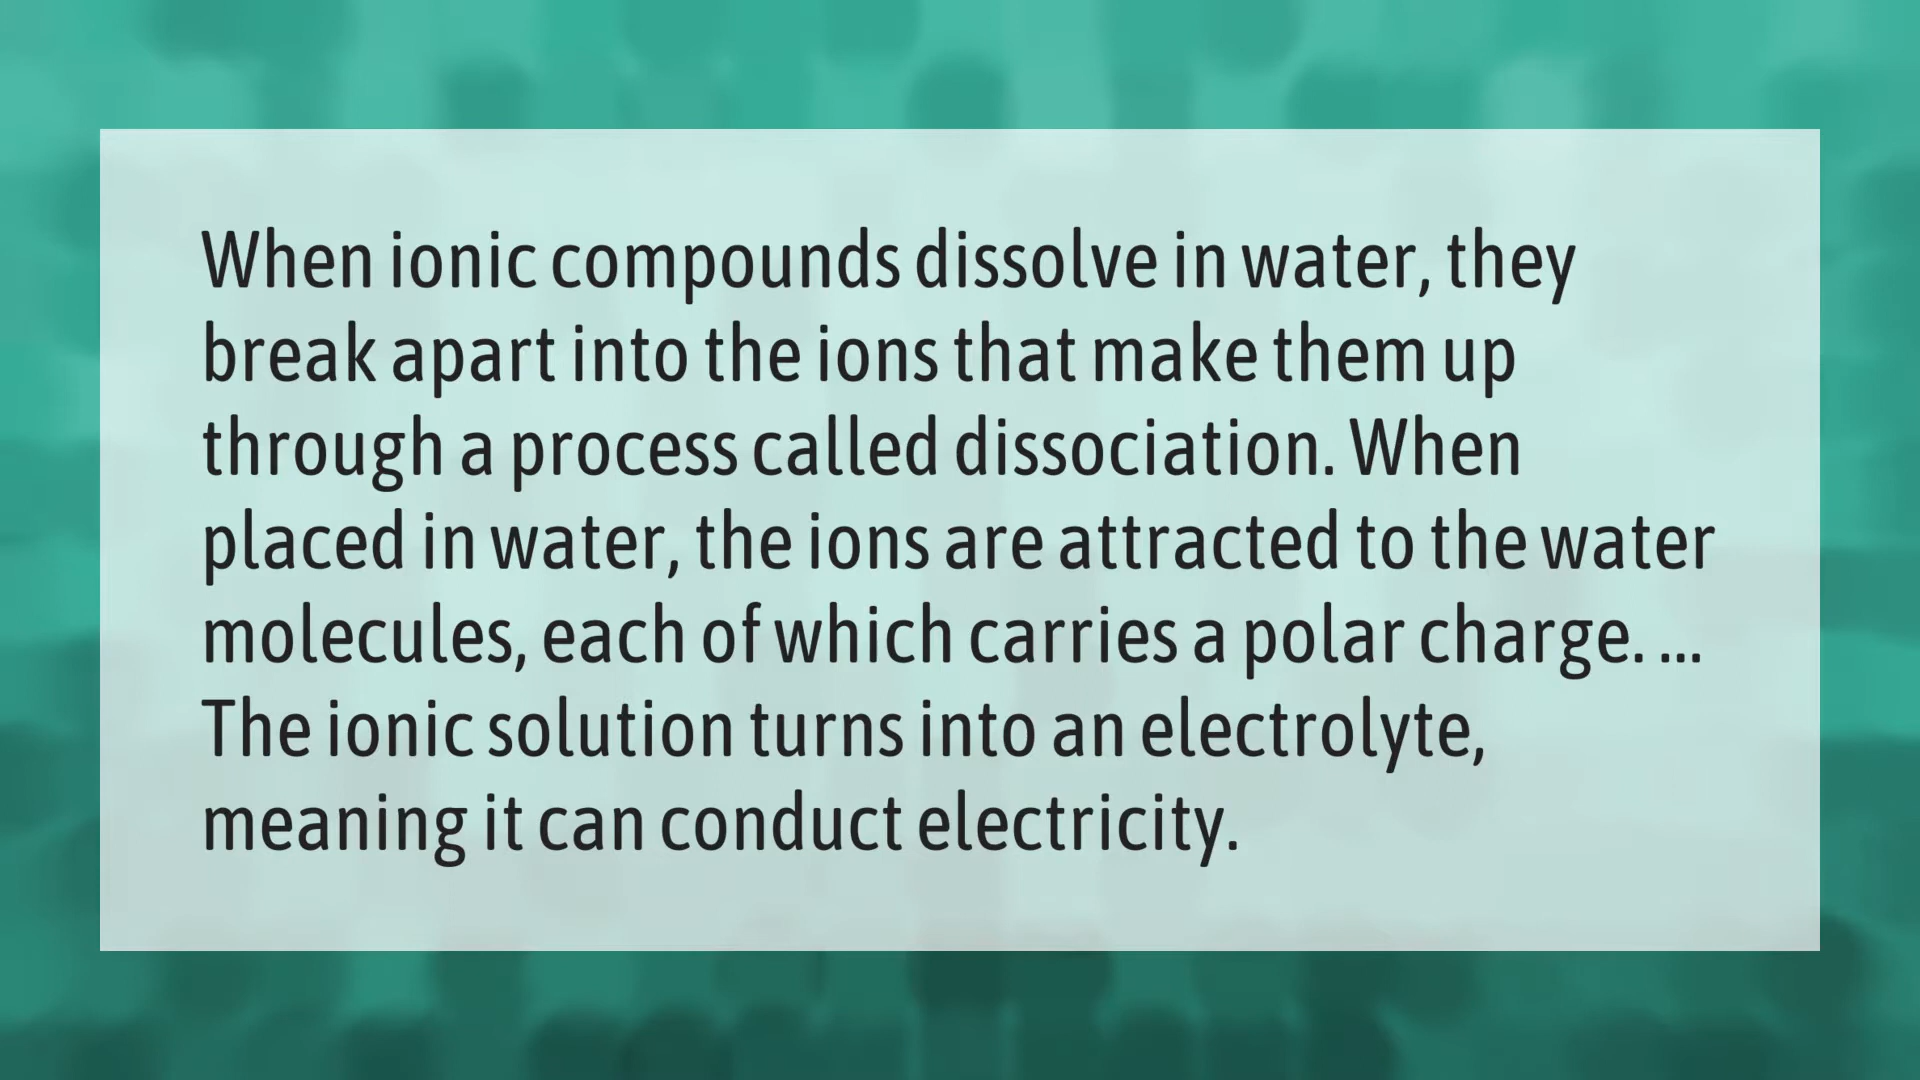 When ionic compounds dissolve in water, they
break apart into the ions that make them up
through a process called dissociation. When
placed in water, the ions are attracted to the water
molecules, each of which carries a polar charge. ...
The ionic solution turns into an electrolyte,
meaning it can conduct electricity.